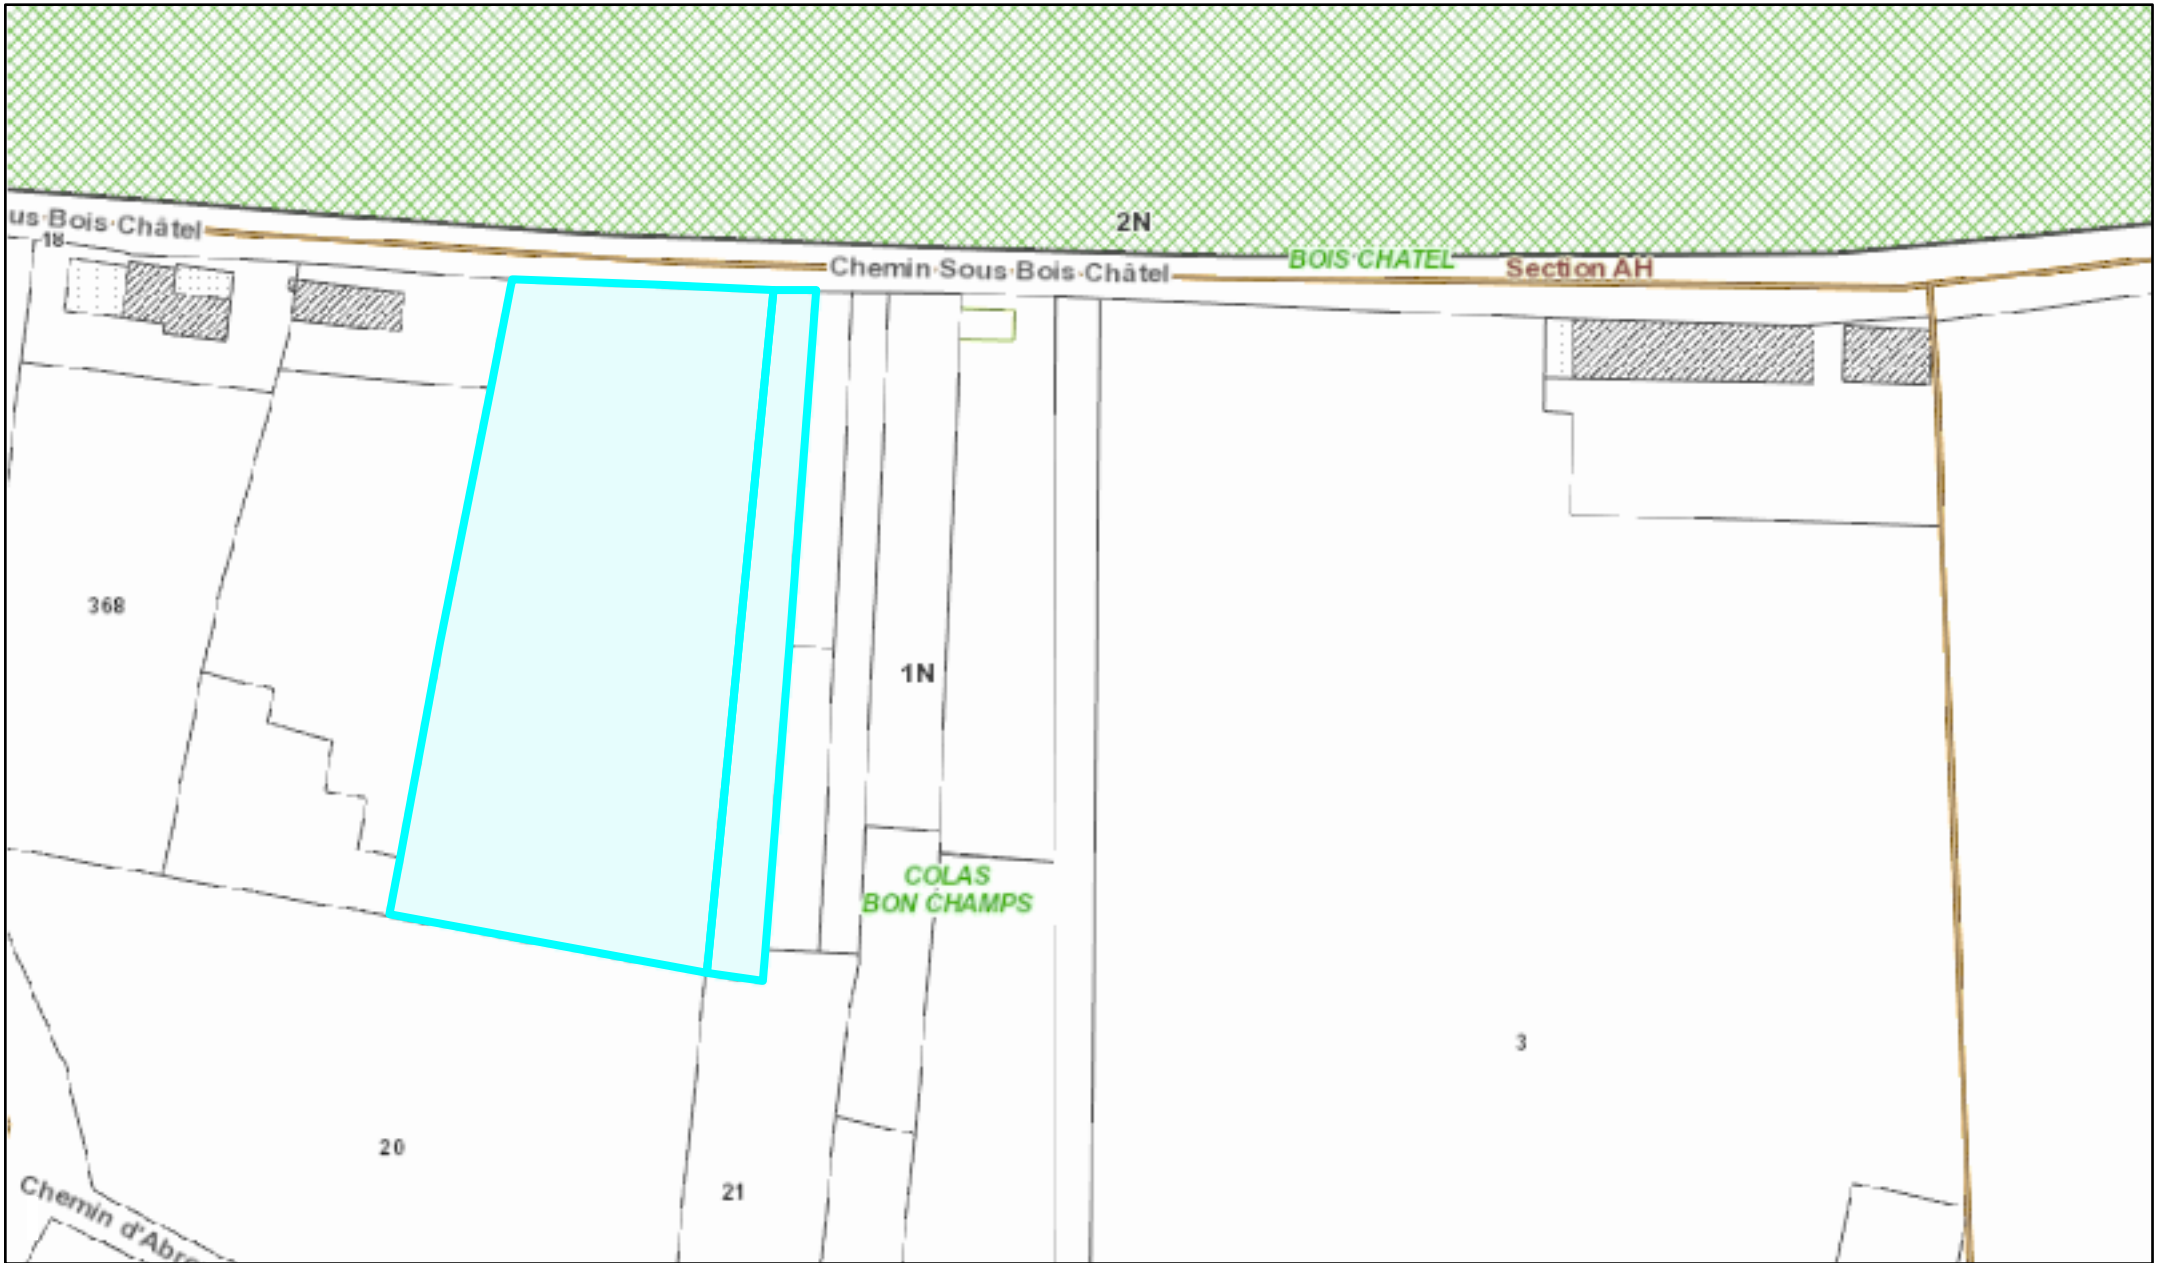 us Bois Châtel
18
2N
BOIS CHATEL
Section AH
Chemin Sous Bois Châtel
368
1N
COLAS
BON CHAMPS
3
20
21
Chemin d'Abre